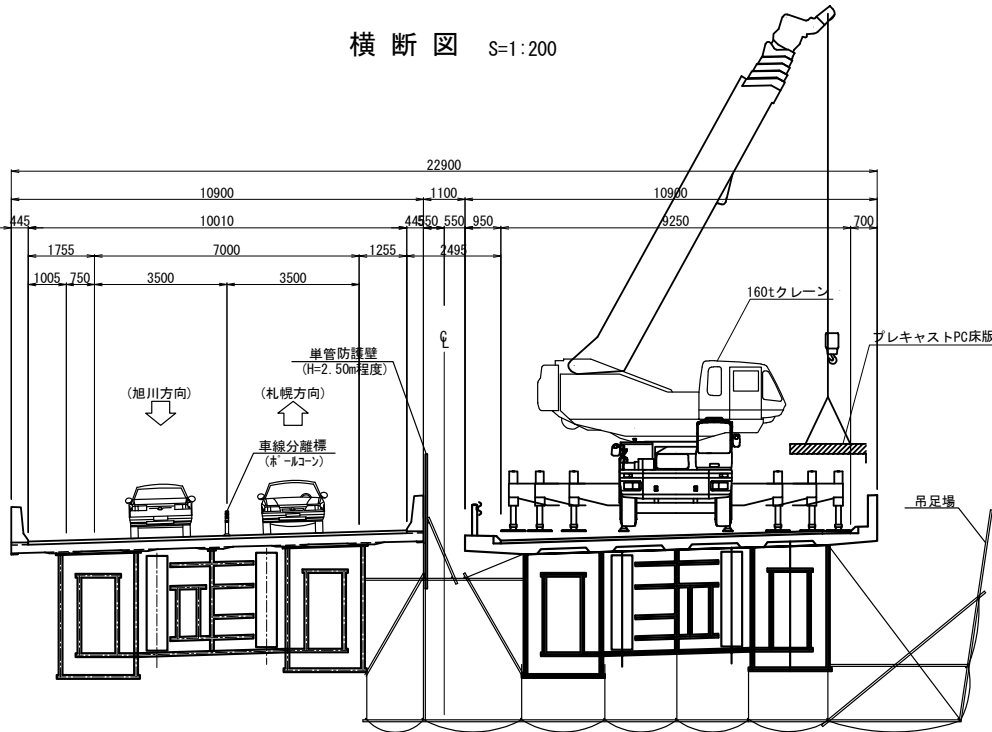 横断図 S=1:200
22900
10900 1100 10900
445 10010 445 550 550 950 9250 700
1755 7000 1255 2495
1005 750 3500 3500
160tクレーン
℄
プレキャストPC床版
単管防護壁
(H=2.50m程度)
(旭川方向) (札幌方向)
車線分離標
(ﾎﾟｰﾙｺｰﾝ)
吊足場